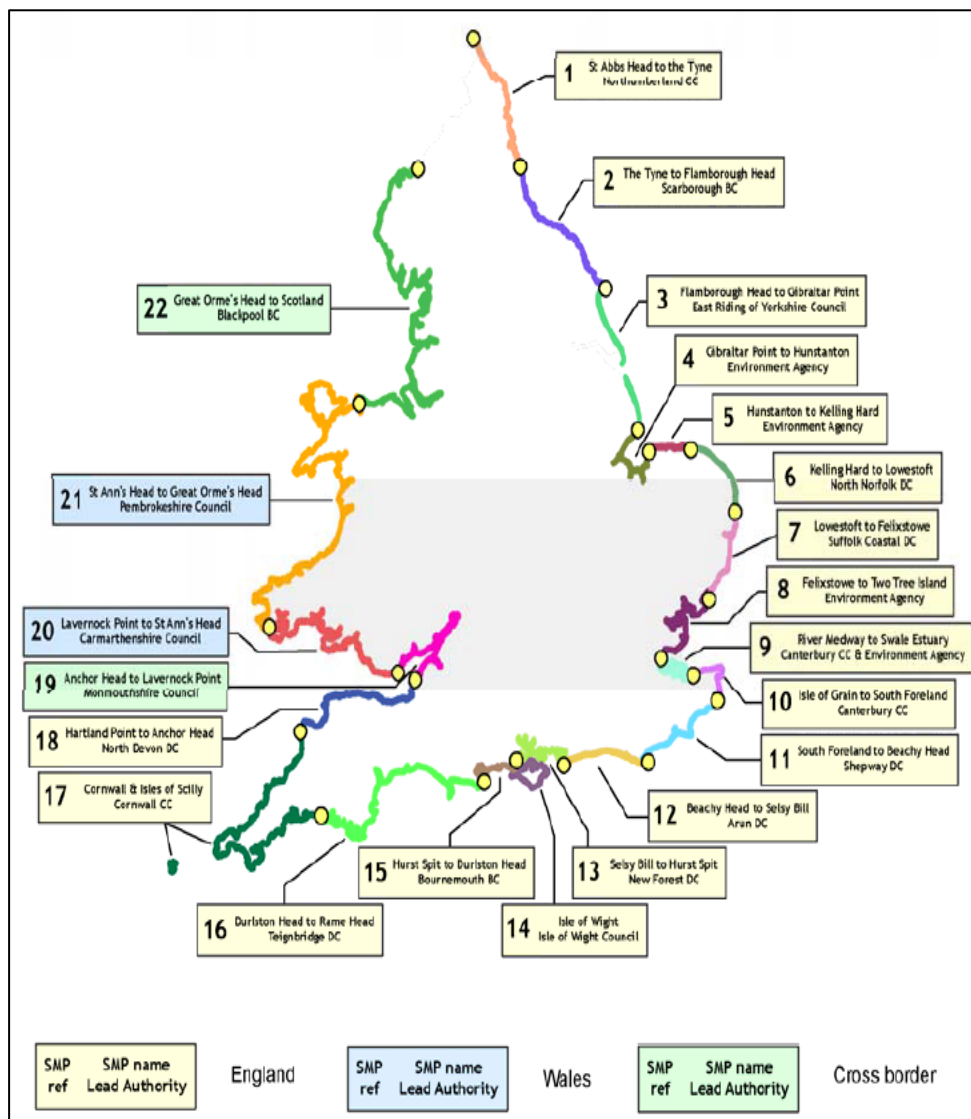 1
St Abbs Head to the Tyne
Northumberland CC
2
The Tyne to Flamborough Head
Scarborough BC
3
Flamborough Head to Gibraltar Point
East Riding of Yorkshire Council
4
Gibraltar Point to Hunstanton
Environment Agency
5
Hunstanton to Kelling Hard
Environment Agency
6
Kelling Hard to Lowestoft
North Norfolk DC
7
Lowestoft to Felixstowe
Suffolk Coastal DC
8
Felixstowe to Two Tree Island
Environment Agency
9
River Medway to Swale Estuary
Canterbury CC & Environment Agency
10
Isle of Grain to South Foreland
Canterbury CC
11
South Foreland to Beachy Head
Shepway DC
12
Beachy Head to Selsy Bill
Arun DC
13
Selsy Bill to Hurst Spit
New Forest DC
14
Isle of Wight
Isle of Wight Council
15
Hurst Spit to Durlston Head
Bournemouth BC
16
Durlston Head to Rame Head
Teignbridge DC
17
Cornwall & Isles of Scilly
Cornwall CC
18
Hartland Point to Anchor Head
North Devon DC
19
Anchor Head to Lavernock Point
Monmouthshire Council
20
Lavernock Point to St Ann's Head
Carmarthenshire Council
21
St Ann's Head to Great Orme's Head
Pembrokeshire Council
22
Great Orme's Head to Scotland
Blackpool BC
SMP SMP name
ref Lead Authority
England
SMP SMP name
ref Lead Authority
Wales
SMP SMP name
ref Lead Authority
Cross border